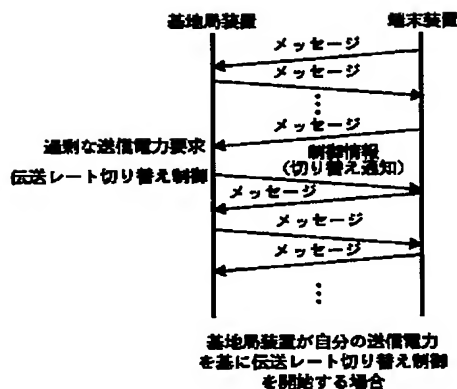 基地局装置
端末装置
メッセージ
メッセージ
メッセージ
過剰な送信電力要求
制御情報
(切り替え通知)
伝送レート切り替え制御
メッセージ
メッセージ
メッセージ
基地局装置が自分の送信電力
を基に伝送レート切り替え制御
を開始する場合